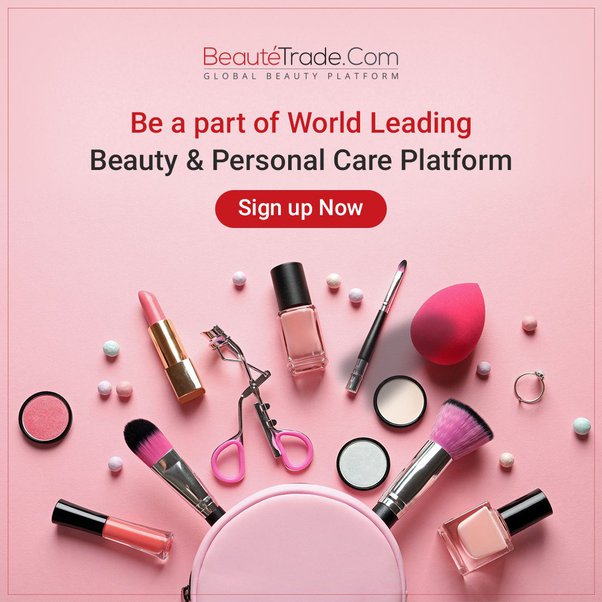 BeautéTrade.Com
GLOBAL BEAUTY PLATFORM
Be a part of World Leading
Beauty & Personal Care Platform
Sign up Now